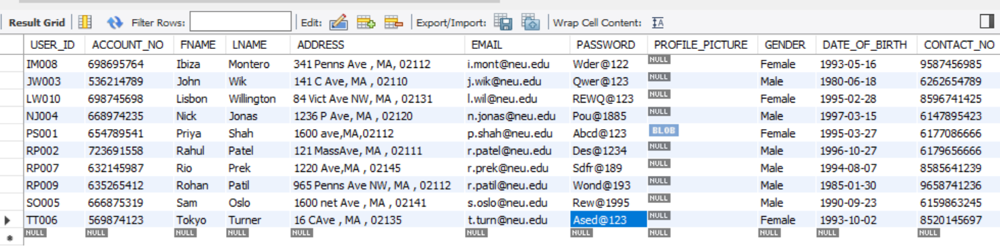 Result Grid Filter Rows: Edit: Export/Import: Wrap Cell Content: IA
USER_ID ACCOUNT_NO FNAME LNAME ADDRESS EMAIL PASSWORD PROFILE_PICTURE GENDER DATE_OF_BIRTH CONTACT_NO
IM008 698695764 Ibiza Montero 341 Penns Ave , MA, 02112 i.mont@neu.edu Wder@122 NULL Female 1993-05-16 9587456985
JW003 536214789 John Wik 141 C Ave, MA , 02110 j.wik@neu.edu Qwer@123 NULL Male 1980-06-18 6262654789
LW010 698745698 Lisbon Willington 84 Vict Ave NW, MA , 02131 l.wil@neu.edu REWQ@123 NULL Female 1995-02-28 8596741425
NJ004 668974235 Nick Jonas 1236 P Ave, MA , 02120 n.jonas@neu.edu Pou@1885 NULL Male 1997-03-15 6147895423
PS001 654789541 Priya Shah 1600 ave,MA,02112 p.shah@neu.edu Abcd@123 BLOB Female 1995-03-27 6177086666
RP002 723691558 Rahul Patel 121 MassAve, MA , 02111 r.patel@neu.edu Des@1234 NULL Male 1996-10-27 6179656666
RP007 632145987 Rio Prek 1220 Ave,MA , 02145 r.prek@neu.edu Sdfr@189 NULL Male 1994-08-07 8585641239
RP009 635265412 Rohan Patil 965 Penns Ave NW, MA , 02112 r.patil@neu.edu Wond@193 NULL Male 1985-01-30 9658741236
SO005 666875319 Sam Oslo 1600 net Ave , MA , 02141 s.oslo@neu.edu Rew@1995 NULL Male 1990-09-23 6159863245
TT006 569874123 Tokyo Turner 16 CAve , MA , 02135 t.turn@neu.edu Ased@123 NULL Female 1993-10-02 8520145697
NULL NULL NULL NULL NULL NULL NULL NULL NULL NULL NULL